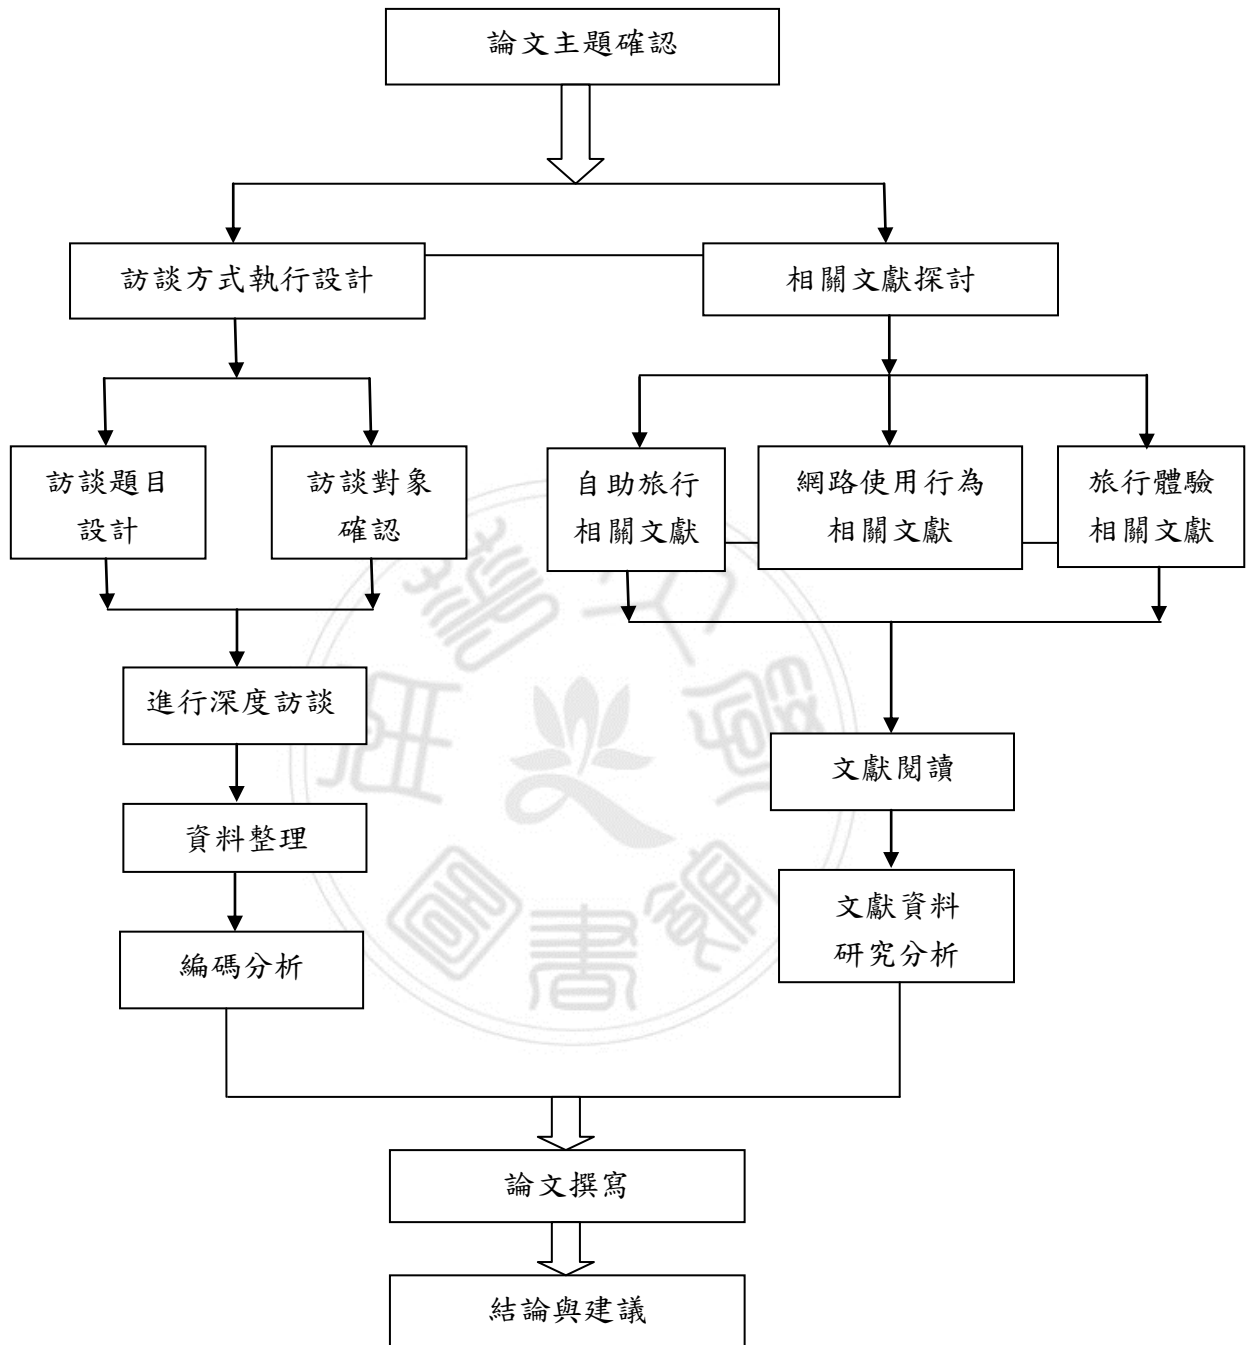 論文主題確認
訪談方式執行設計
相關文獻探討
訪談題目
設計
訪談對象
確認
自助旅行
相關文獻
網路使用行為
相關文獻
旅行體驗
相關文獻
進行深度訪談
文獻閱讀
資料整理
文獻資料
研究分析
編碼分析
論文撰寫
結論與建議